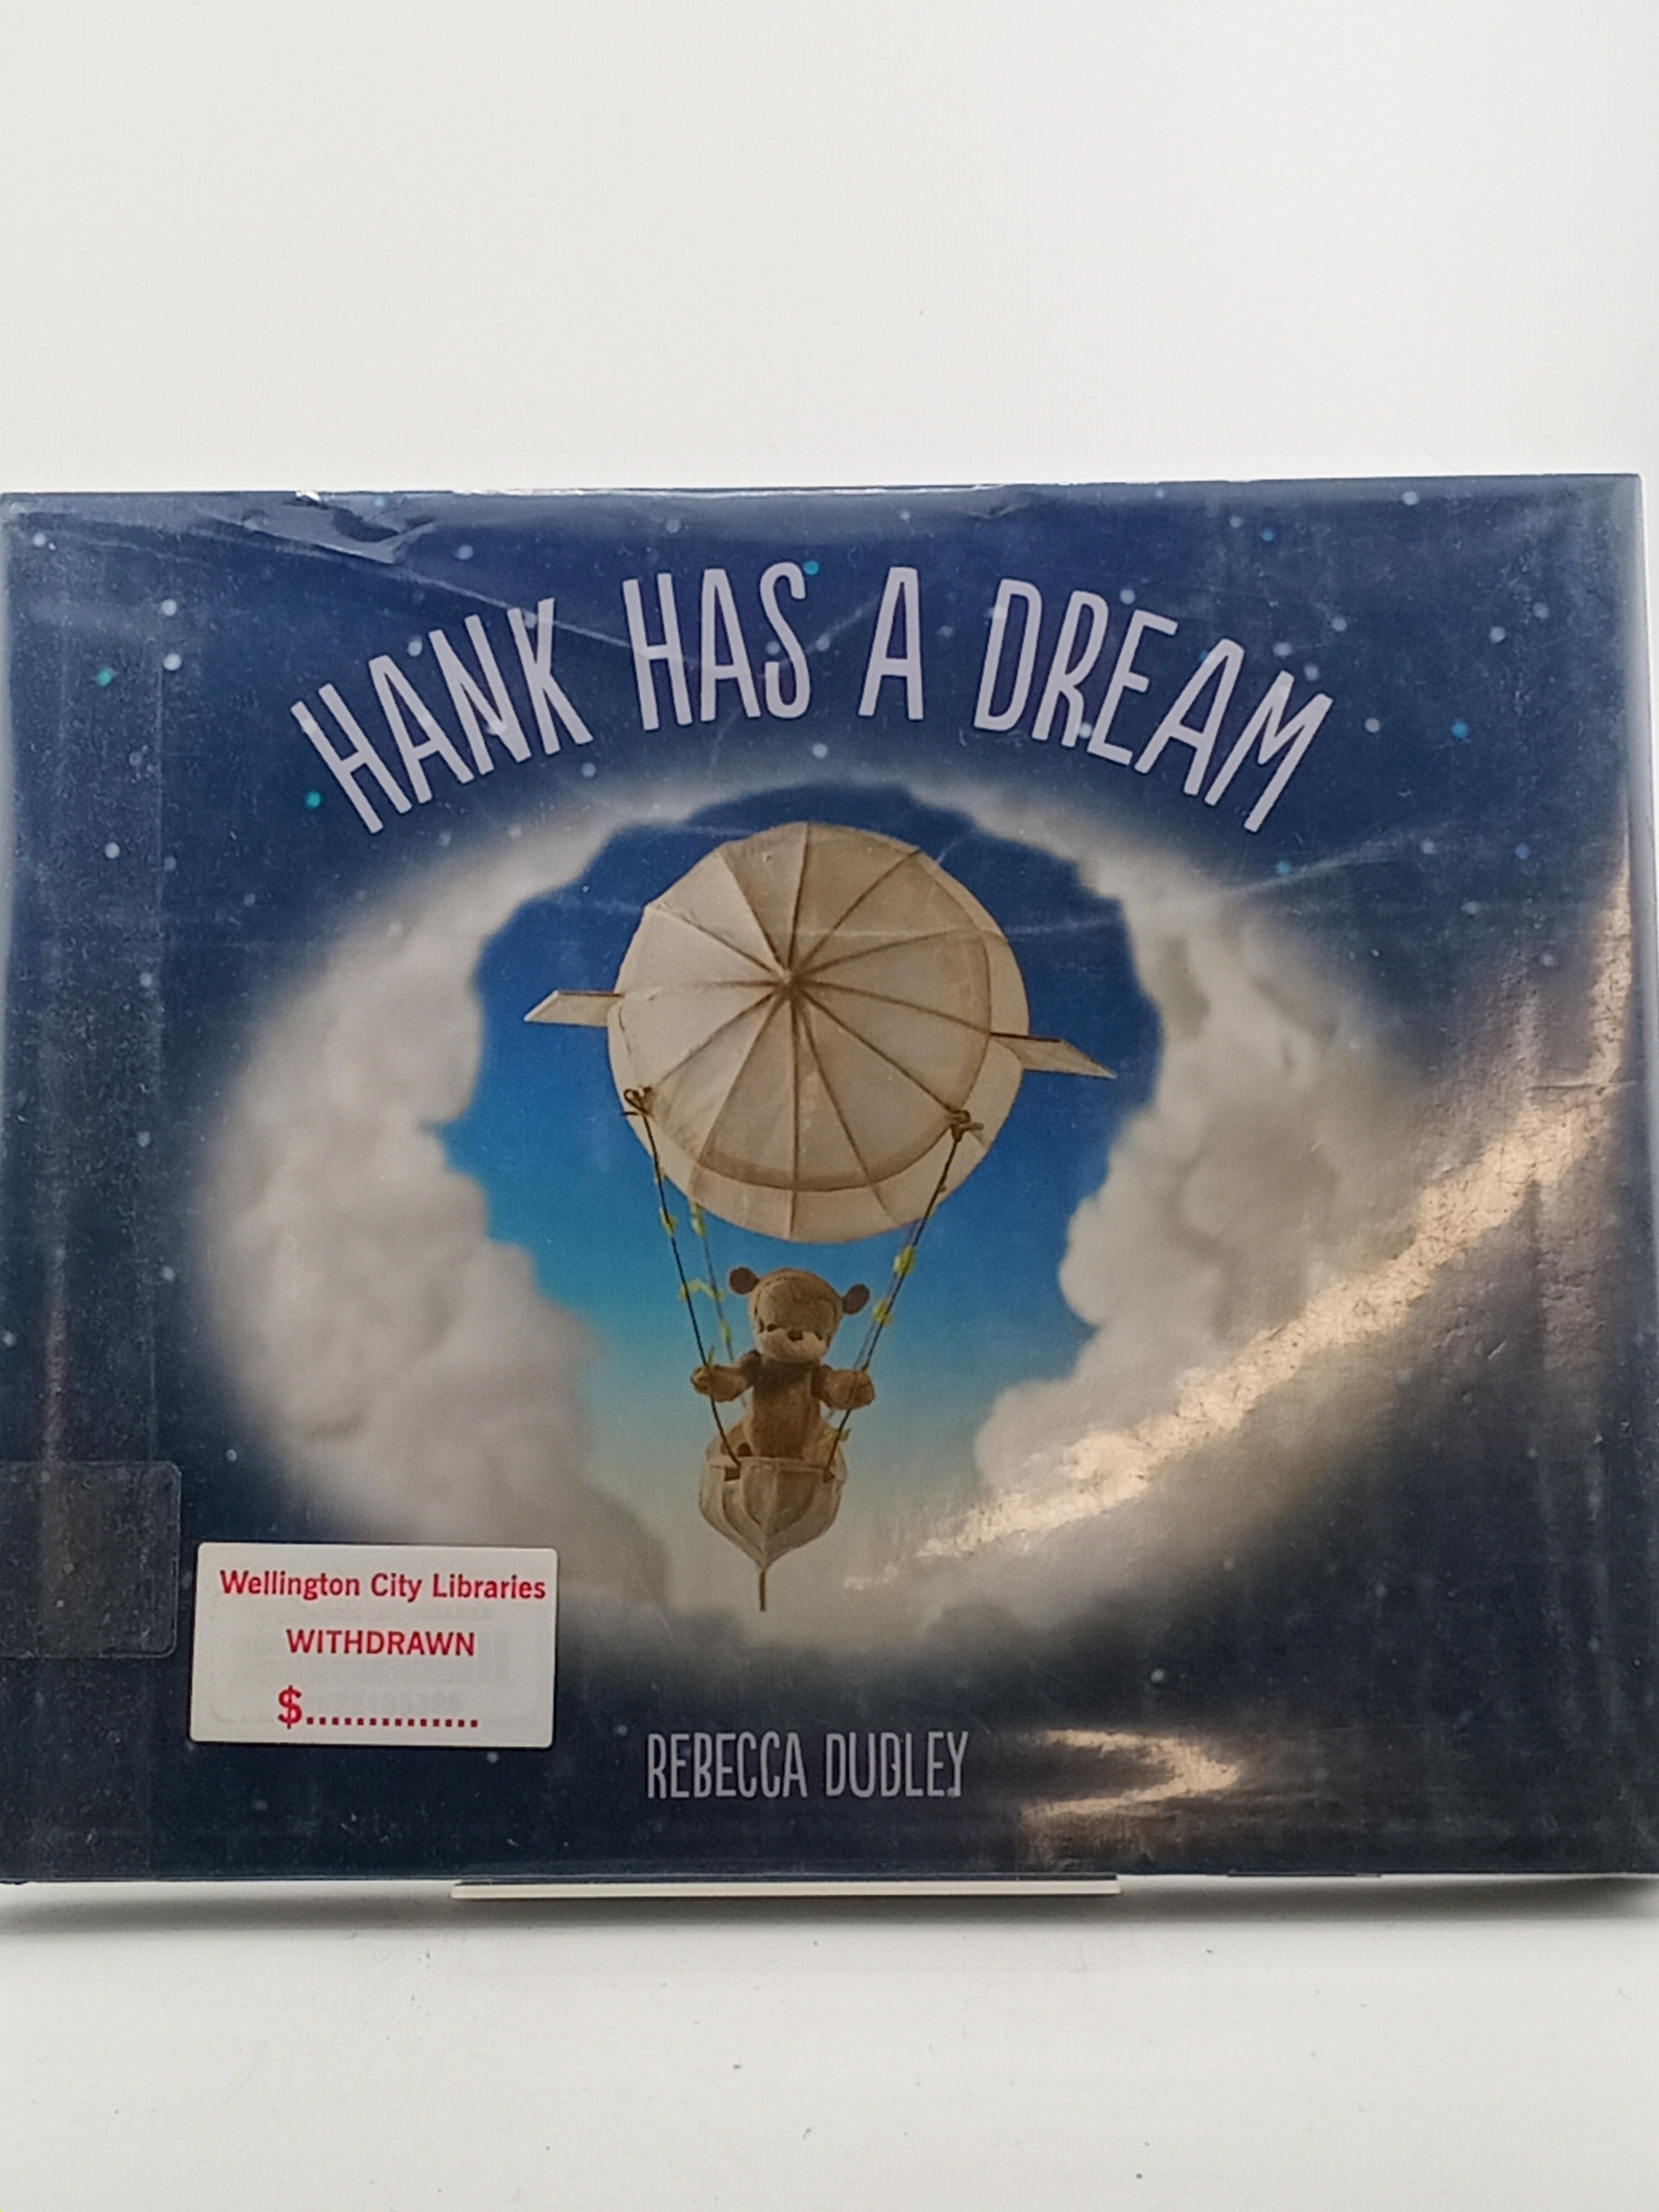 HANK HAS A DREAM
Wellington City Libraries
WITHDRAWN
$..............
REBECCA DUDLEY